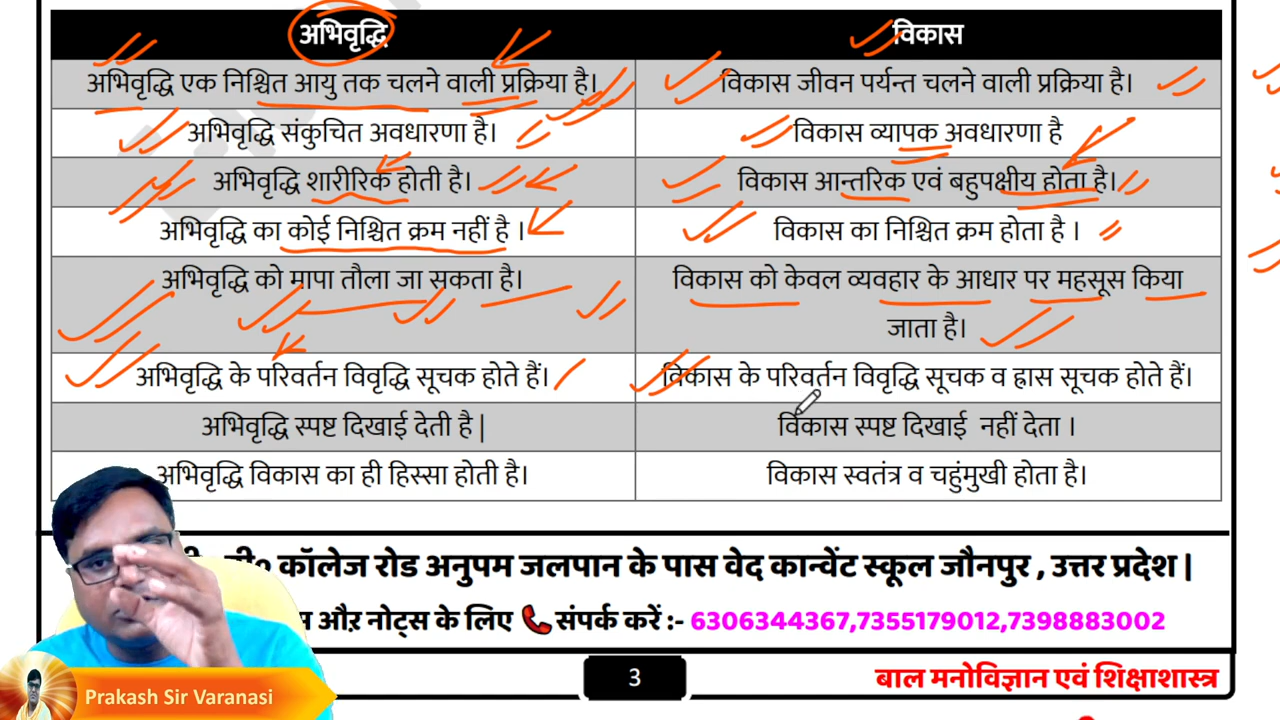 अभिवृद्धि विकास
अभिवृद्धि एक निश्चित आयु तक चलने वाली प्रक्रिया है। विकास जीवन पर्यन्त चलने वाली प्रक्रिया है।
अभिवृद्धि संकुचित अवधारणा है। विकास व्यापक अवधारणा है
अभिवृद्धि शारीरिक होती है। विकास आन्तरिक एवं बहुपक्षीय होता है।
अभिवृद्धि का कोई निश्चित क्रम नहीं है । विकास का निश्चित क्रम होता है ।
अभिवृद्धि को मापा तौला जा सकता है। विकास को केवल व्यवहार के आधार पर महसूस किया
जाता है।
अभिवृद्धि के परिवर्तन विवृद्धि सूचक होते हैं। विकास के परिवर्तन विवृद्धि सूचक व ह्रास सूचक होते हैं।
अभिवृद्धि स्पष्ट दिखाई देती है | विकास स्पष्ट दिखाई नहीं देता ।
अभिवृद्धि विकास का ही हिस्सा होती है। विकास स्वतंत्र व चहुंमुखी होता है।
कॉलेज रोड अनुपम जलपान के पास वेद कान्वेंट स्कूल जौनपुर , उत्तर प्रदेश |
और नोट्स के लिए संपर्क करें :- 6306344367,7355179012,7398883002
3 बाल मनोविज्ञान एवं शिक्षाशास्त्र
Prakash Sir Varanasi